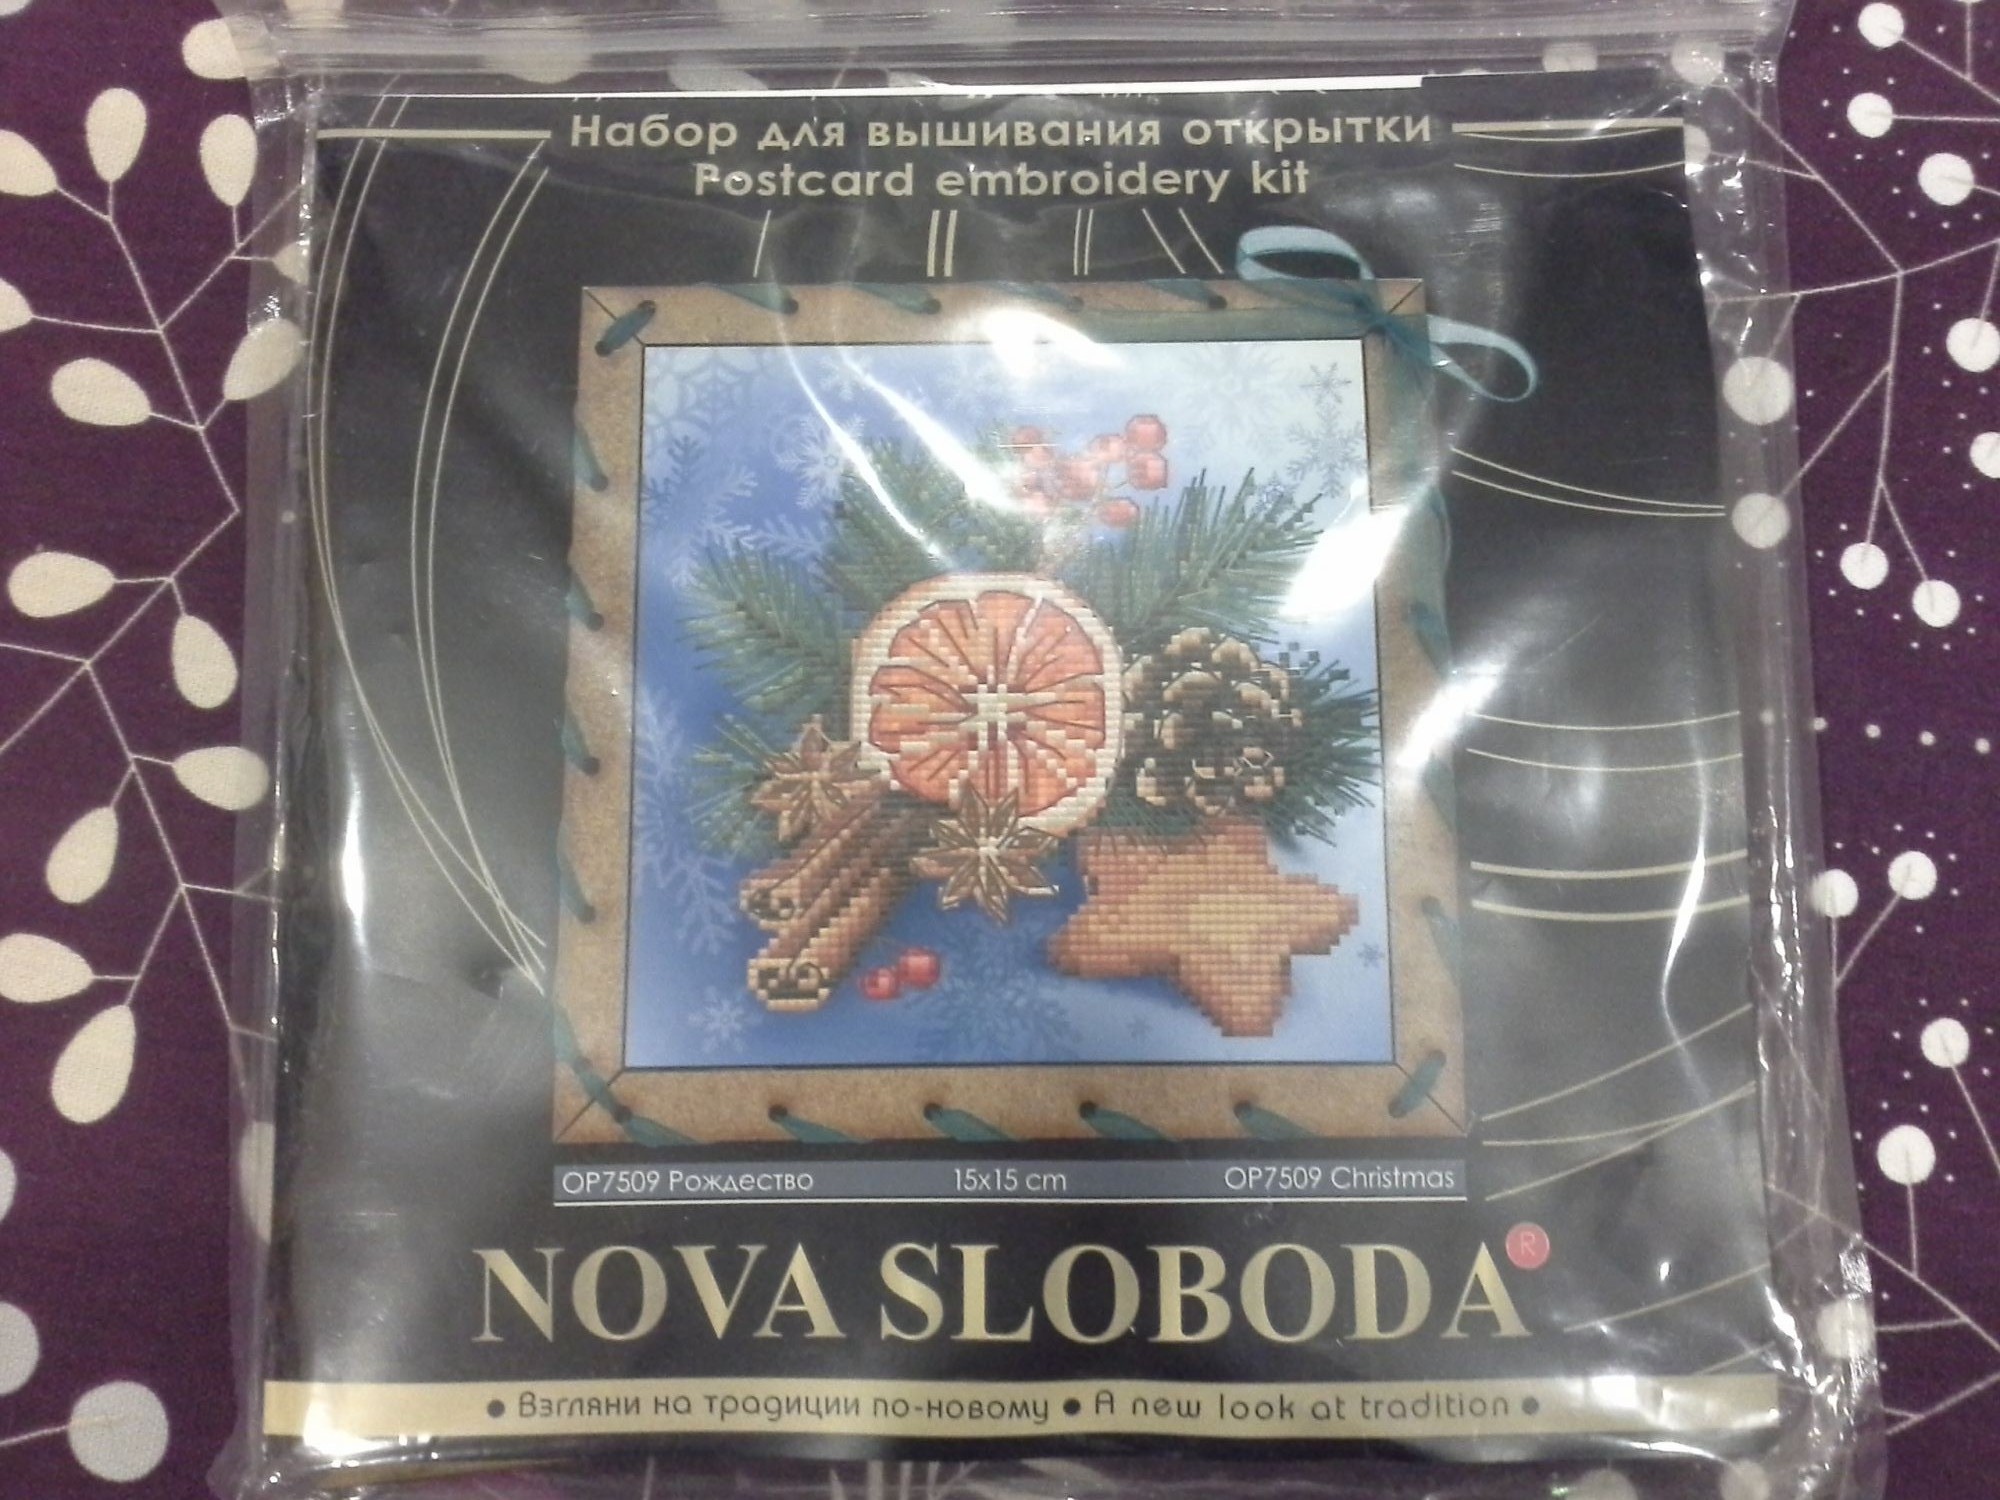 Набор для вышивания открытки
Postcard embroidery kit
ОР7509 Рождество 15x15 cm OP7509 Christmas
NOVA SLOBODA®
• Взгляни на традиции по-новому • A new look at tradition •